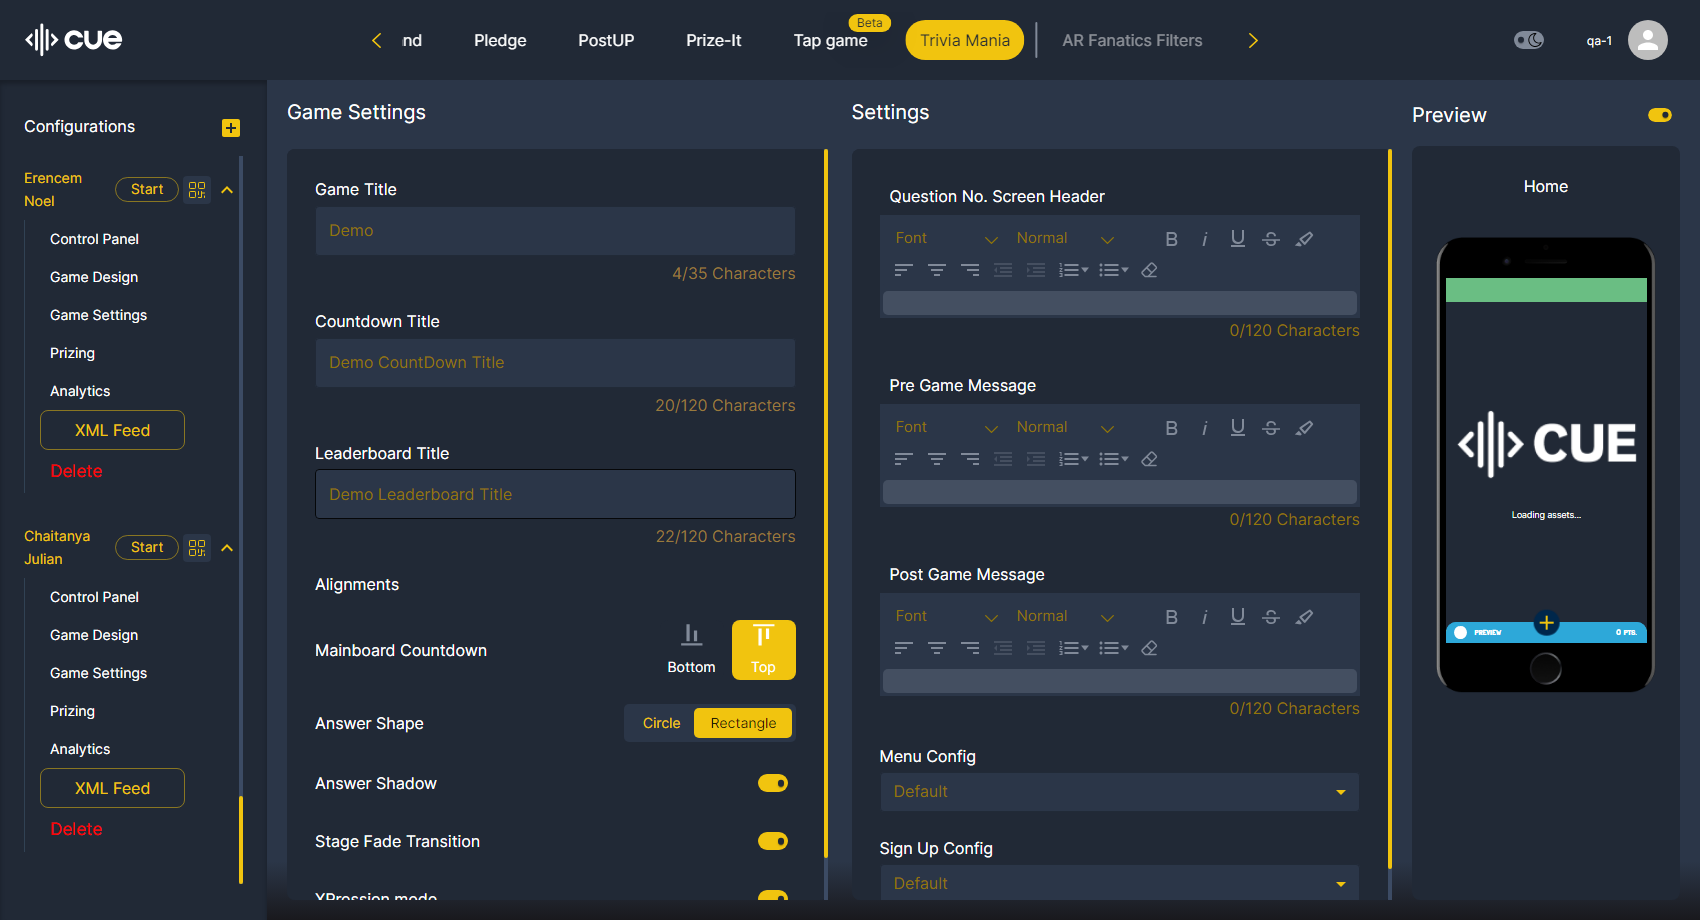 CUE
nd
Pledge
PostUP
Prize-It
Tap game
Beta
Trivia Mania
AR Fanatics Filters
qa-1
Configurations
Erencem
Noel
Start
Control Panel
Game Design
Game Settings
Prizing
Analytics
XML Feed
Delete
Chaitanya
Julian
Start
Control Panel
Game Design
Game Settings
Prizing
Analytics
XML Feed
Delete
Game Settings
Game Title
Demo
4/35 Characters
Countdown Title
Demo CountDown Title
20/120 Characters
Leaderboard Title
Demo Leaderboard Title
22/120 Characters
Alignments
Mainboard Countdown
Bottom
Top
Answer Shape
Circle
Rectangle
Answer Shadow
Stage Fade Transition
XPression mode
Settings
Question No. Screen Header
Font
Normal
B i U S
0/120 Characters
Pre Game Message
Font
Normal
B i U S
0/120 Characters
Post Game Message
Font
Normal
B i U S
0/120 Characters
Menu Config
Default
Sign Up Config
Default
Preview
Home
CUE
Loading assets...
PREVIEW
0 PTS.